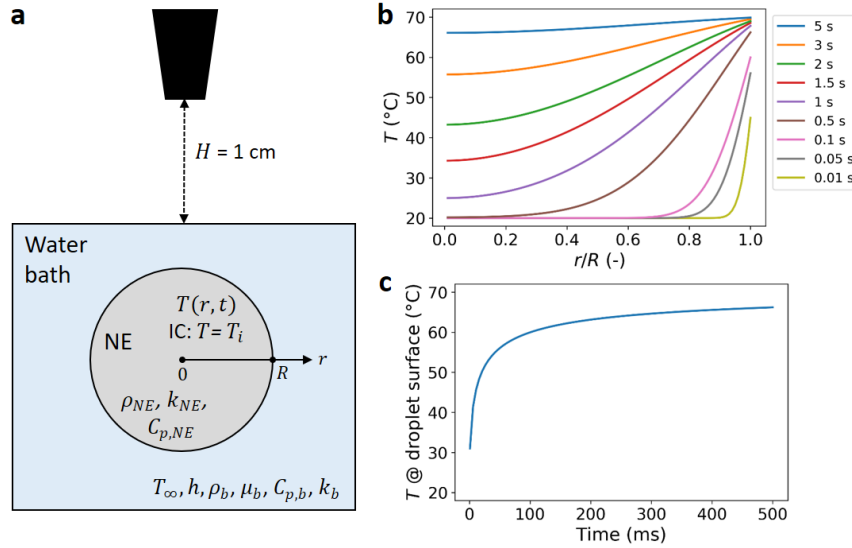 a
H = 1 cm
Water
bath
NE
T(r, t)
IC: T = T_i
0
R
r
ρ_NE, k_NE,
C_p,NE
T_∞, h, ρ_b, μ_b, C_p,b, k_b
b
70
60
50
40
30
20
T (°C)
0.0 0.2 0.4 0.6 0.8 1.0
r/R (-)
5 s
3 s
2 s
1.5 s
1 s
0.5 s
0.1 s
0.05 s
0.01 s
c
70
60
50
40
30
20
T @ droplet surface (°C)
0 100 200 300 400 500
Time (ms)